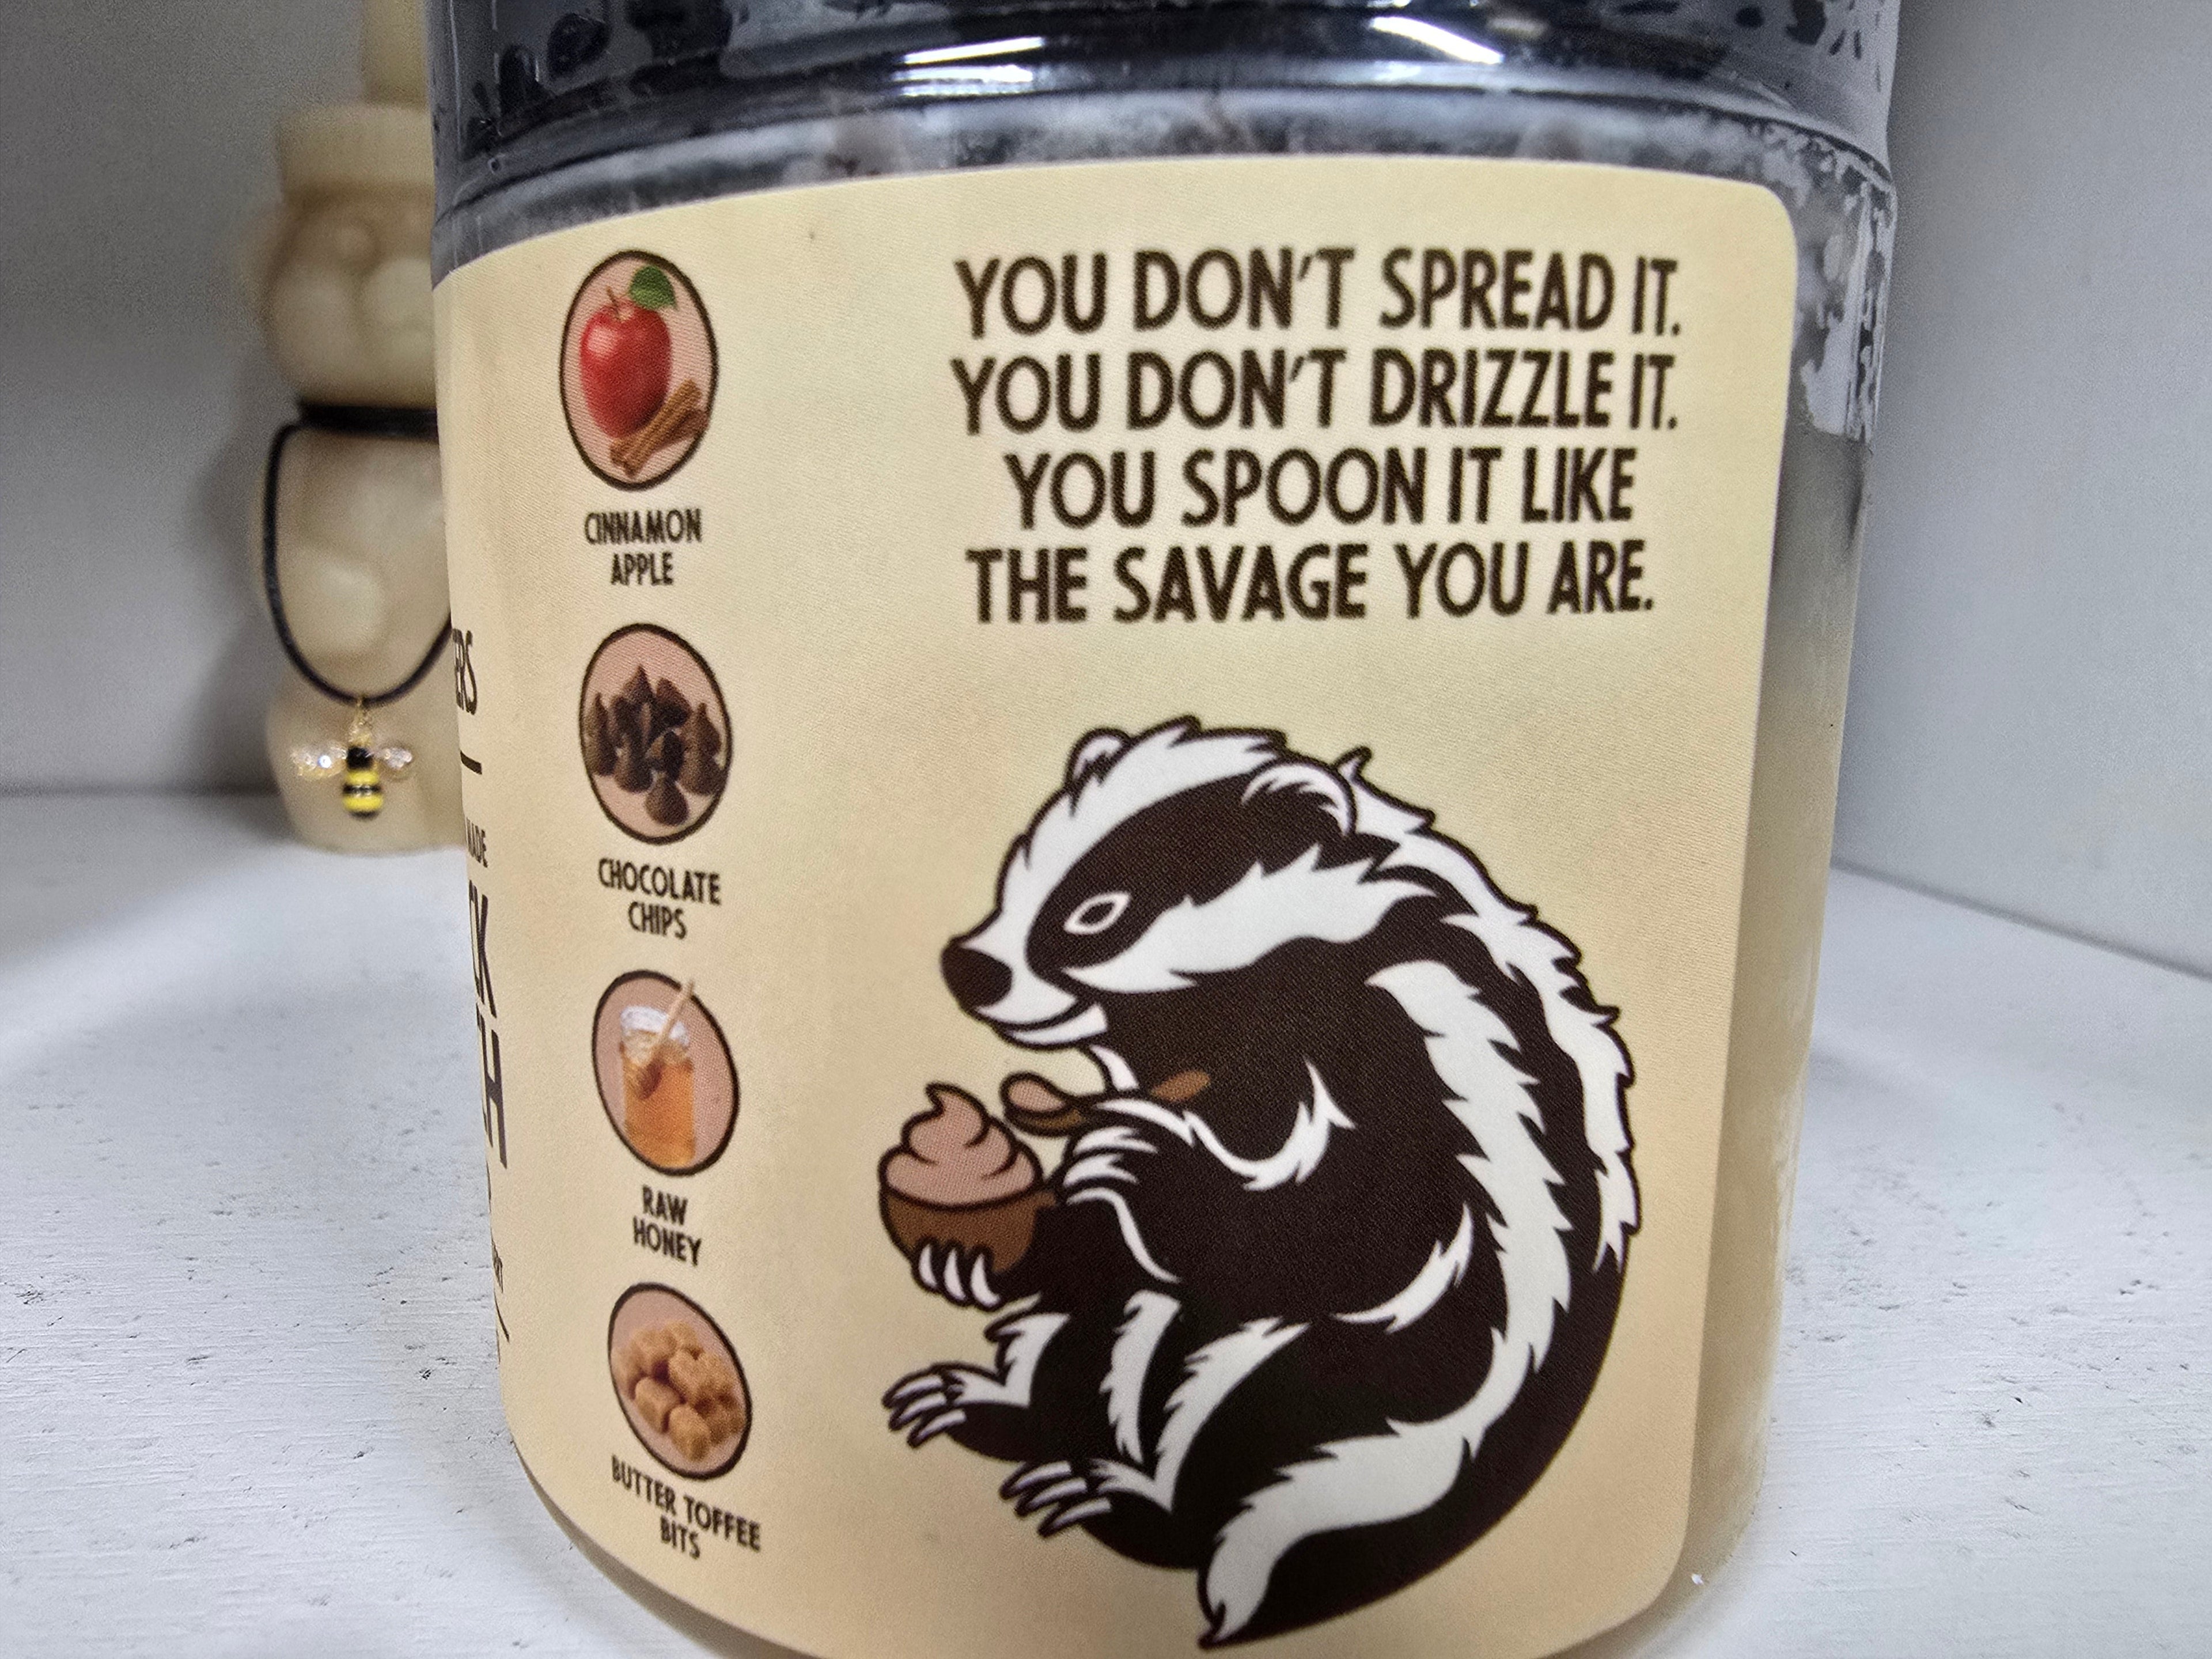 YOU DON'T SPREAD IT.
YOU DON'T DRIZZLE IT.
YOU SPOON IT LIKE
THE SAVAGE YOU ARE.
CINNAMON
APPLE
CHOCOLATE
CHIPS
RAW
HONEY
BUTTER TOFFEE
BITS
MADE